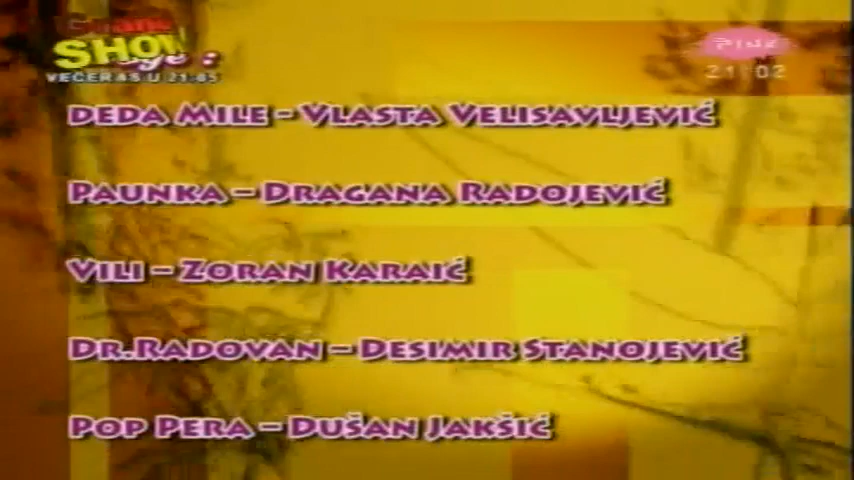 Grand
SHOW
VEČERAS U 21:05
PINK
21:02
DEDA MILE - VLASTA VELISAVLJEVIĆ
PAUNKA - DRAGANA RADOJEVIĆ
VILI - ZORAN KARAIĆ
DR.RADOVAN - DESIMIR STANOJEVIĆ
POP PERA - DUŠAN JAKŠIĆ